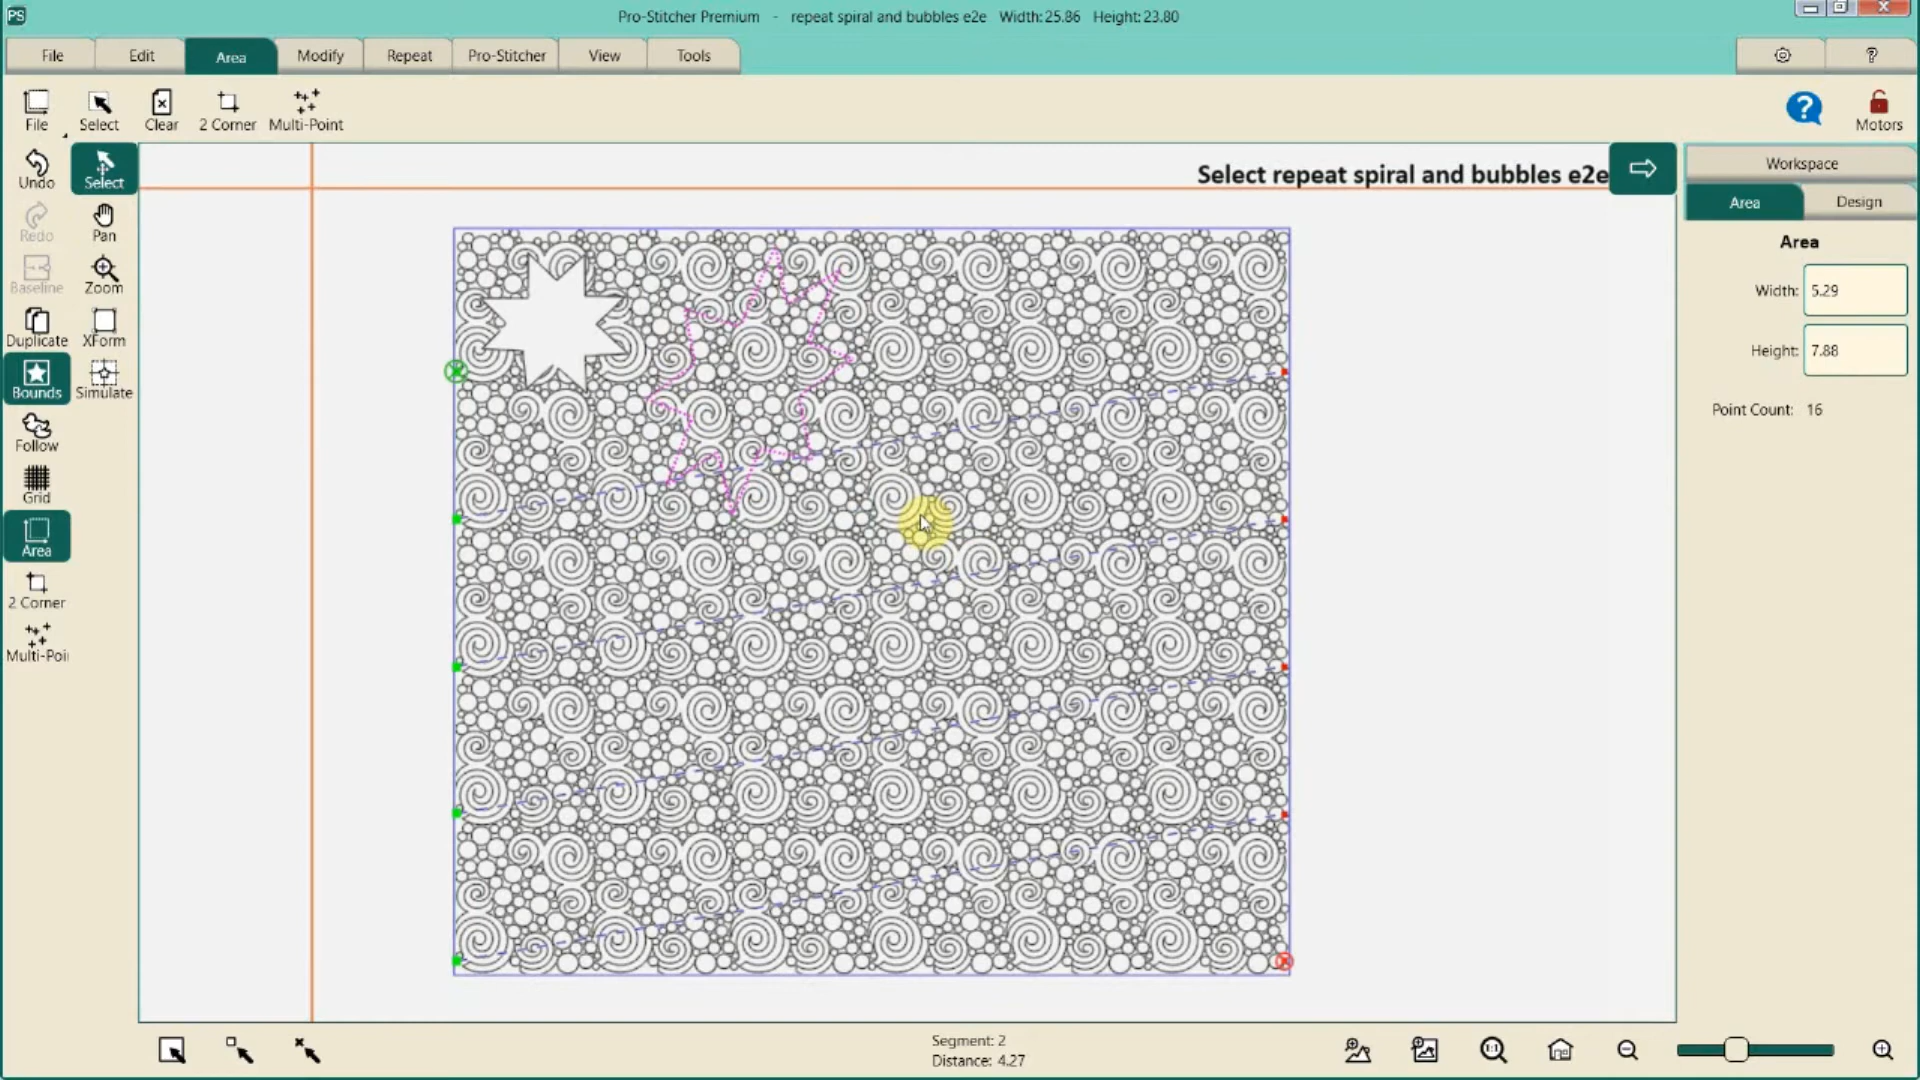 PS
Pro-Stitcher Premium - repeat spiral and bubbles e2e Width:25.86 Height:23.80
File Edit Area Modify Repeat Pro-Stitcher View Tools ?
File Select Clear 2 Corner Multi-Point ? Motors
Undo Select
Redo Pan
Baseline Zoom
Duplicate XForm
Bounds Simulate
Follow
Grid
Area
2 Corner
Multi-Poi
Select repeat spiral and bubbles e2e
Workspace
Area Design
Area
Width: 5.29
Height: 7.88
Point Count: 16
Segment: 2
Distance: 4.27
1:1